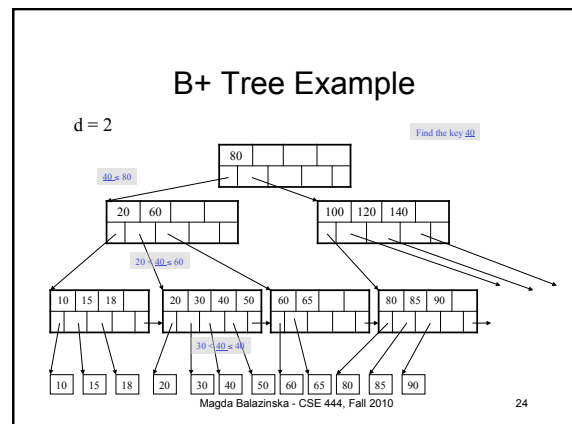 B+ Tree Example
d = 2
Find the key 40
80
40 ≤ 80
20 60
100 120 140
20 < 40 ≤ 60
10 15 18
20 30 40 50
60 65
80 85 90
30 < 40 ≤ 40
10 15 18 20 30 40 50 60 65 80 85 90
Magda Balazinska - CSE 444, Fall 2010 24